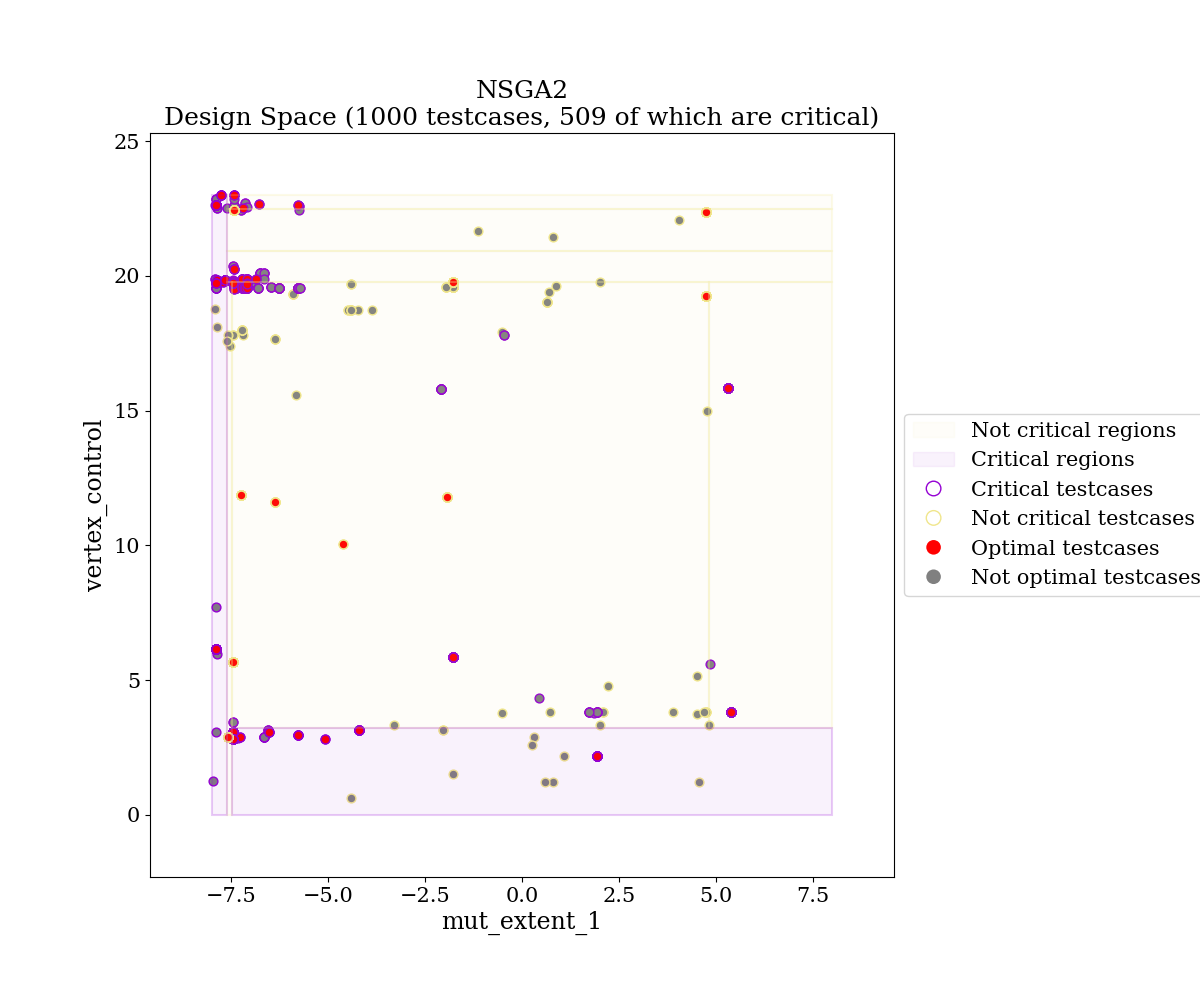 NSGA2
Design Space (1000 testcases, 509 of which are critical)
25
20
15
10
5
0
vertex_control
−7.5 −5.0 −2.5 0.0 2.5 5.0 7.5
mut_extent_1
Not critical regions
Critical regions
Critical testcases
Not critical testcases
Optimal testcases
Not optimal testcases